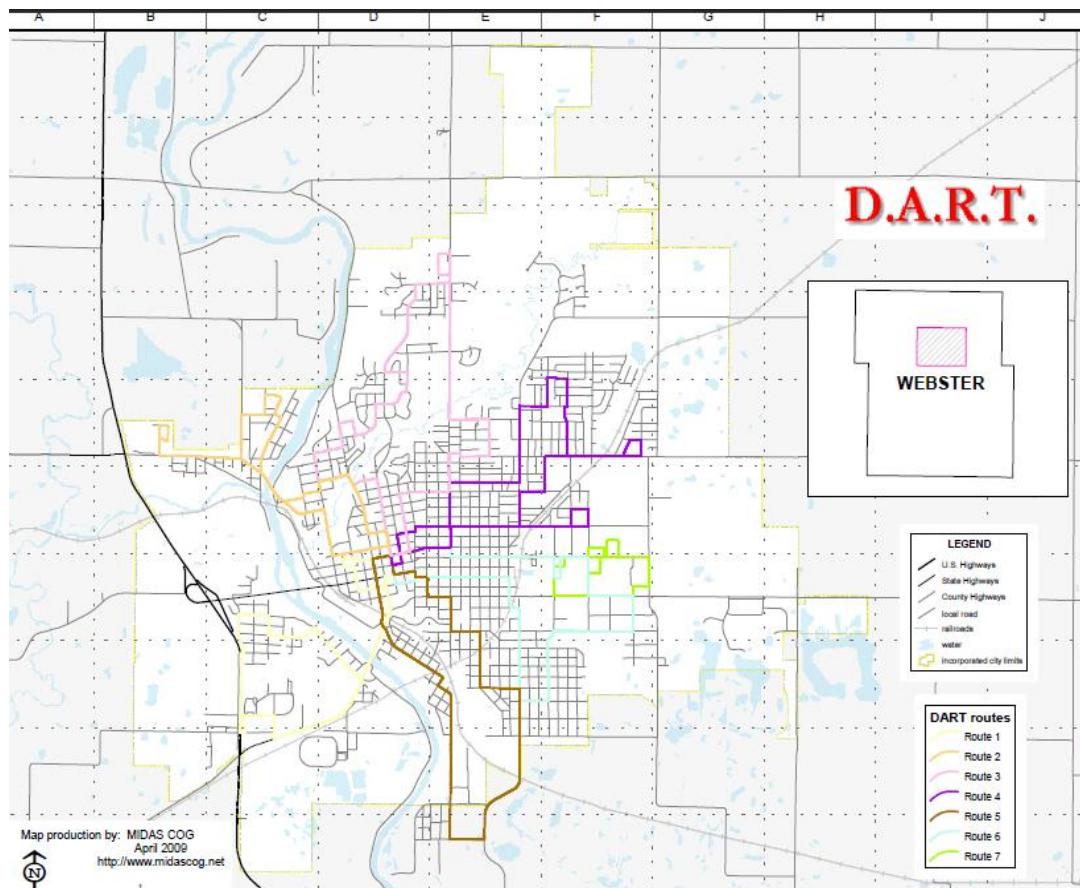 A B C D E F G H I J
D.A.R.T.
WEBSTER
LEGEND
U.S. Highways
State Highways
County Highways
local road
railroads
water
incorporated city limits
DART routes
Route 1
Route 2
Route 3
Route 4
Route 5
Route 6
Route 7
Map production by: MIDAS COG
April 2009
http://www.midascog.net
N